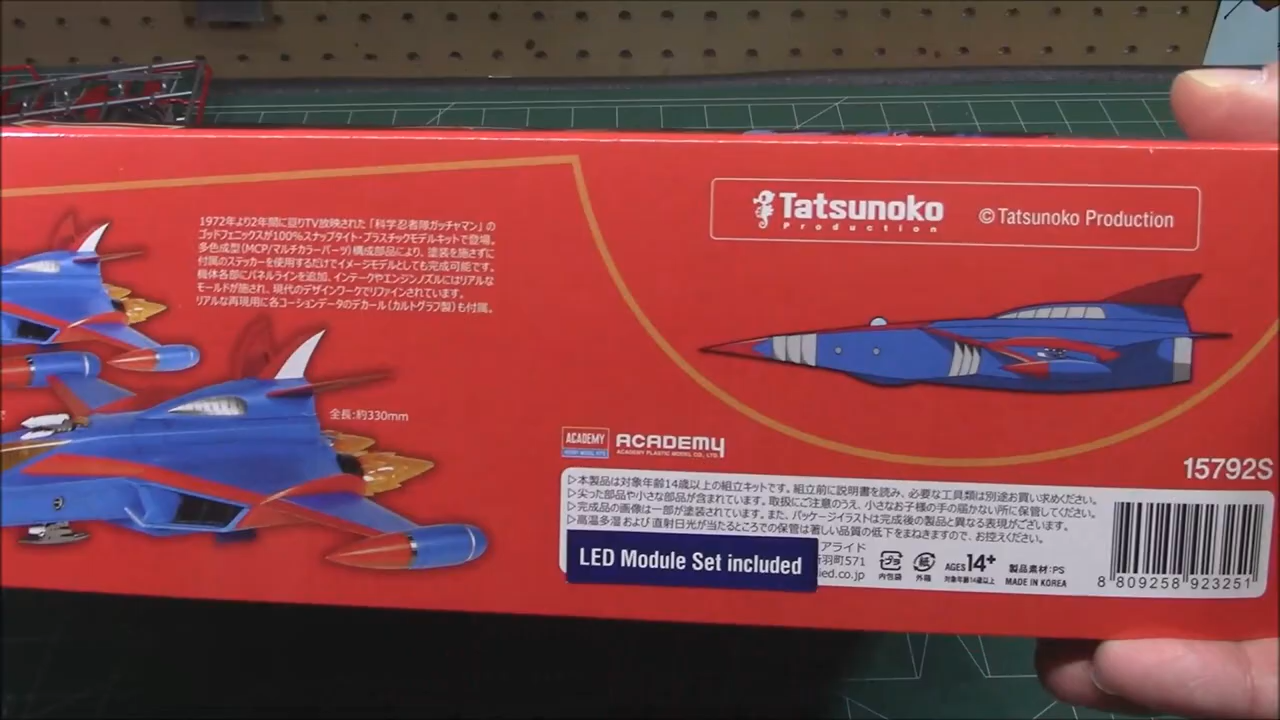 1972年より2年間に亘りTV放映された「科学忍者隊ガッチャマン」の
ゴッドフェニックスが100%スナップタイト・プラスチックモデルキットで登場。
多色成型(MCP/マルチカラーパーツ)構成部品により、塗装を施さずに
付属のステッカーを使用するだけでイメージモデルとしても完成可能です。
機体各部にパネルラインを追加、インテークやエンジンノズルにはリアルな
モールドが施され、現代のデザインワークでリファインされています。
リアルな再現用に各コーションデータのデカール(カルトグラフ製)も付属。
全長:約330mm
Tatsunoko
Production
©Tatsunoko Production
ACADEMY
HOBBY MODEL KITS
ACADEMY
ACADEMY PLASTIC MODEL CO., LTD.
15792S
▷本製品は対象年齢14歳以上の組立キットです。組立前に説明書を読み、必要な工具類は別途お買い求めください。
▷尖った部品や小さな部品が含まれています。取扱にご注意のうえ、小さなお子様の手の届かない所に保管してください。
▷完成品の画像は一部が塗装されています。また、パッケージイラストは完成後の製品と異なる表現がございます。
▷高温多湿および直射日光が当たるところでの保管は著しい品質の低下をまねきますので、お控えください。
LED Module Set included
アライド
羽町571
ied.co.jp
プラ
内包袋
紙
外箱
AGES 14+
対象年齢14歳以上
製品素材:PS
MADE IN KOREA
8 809258 923251